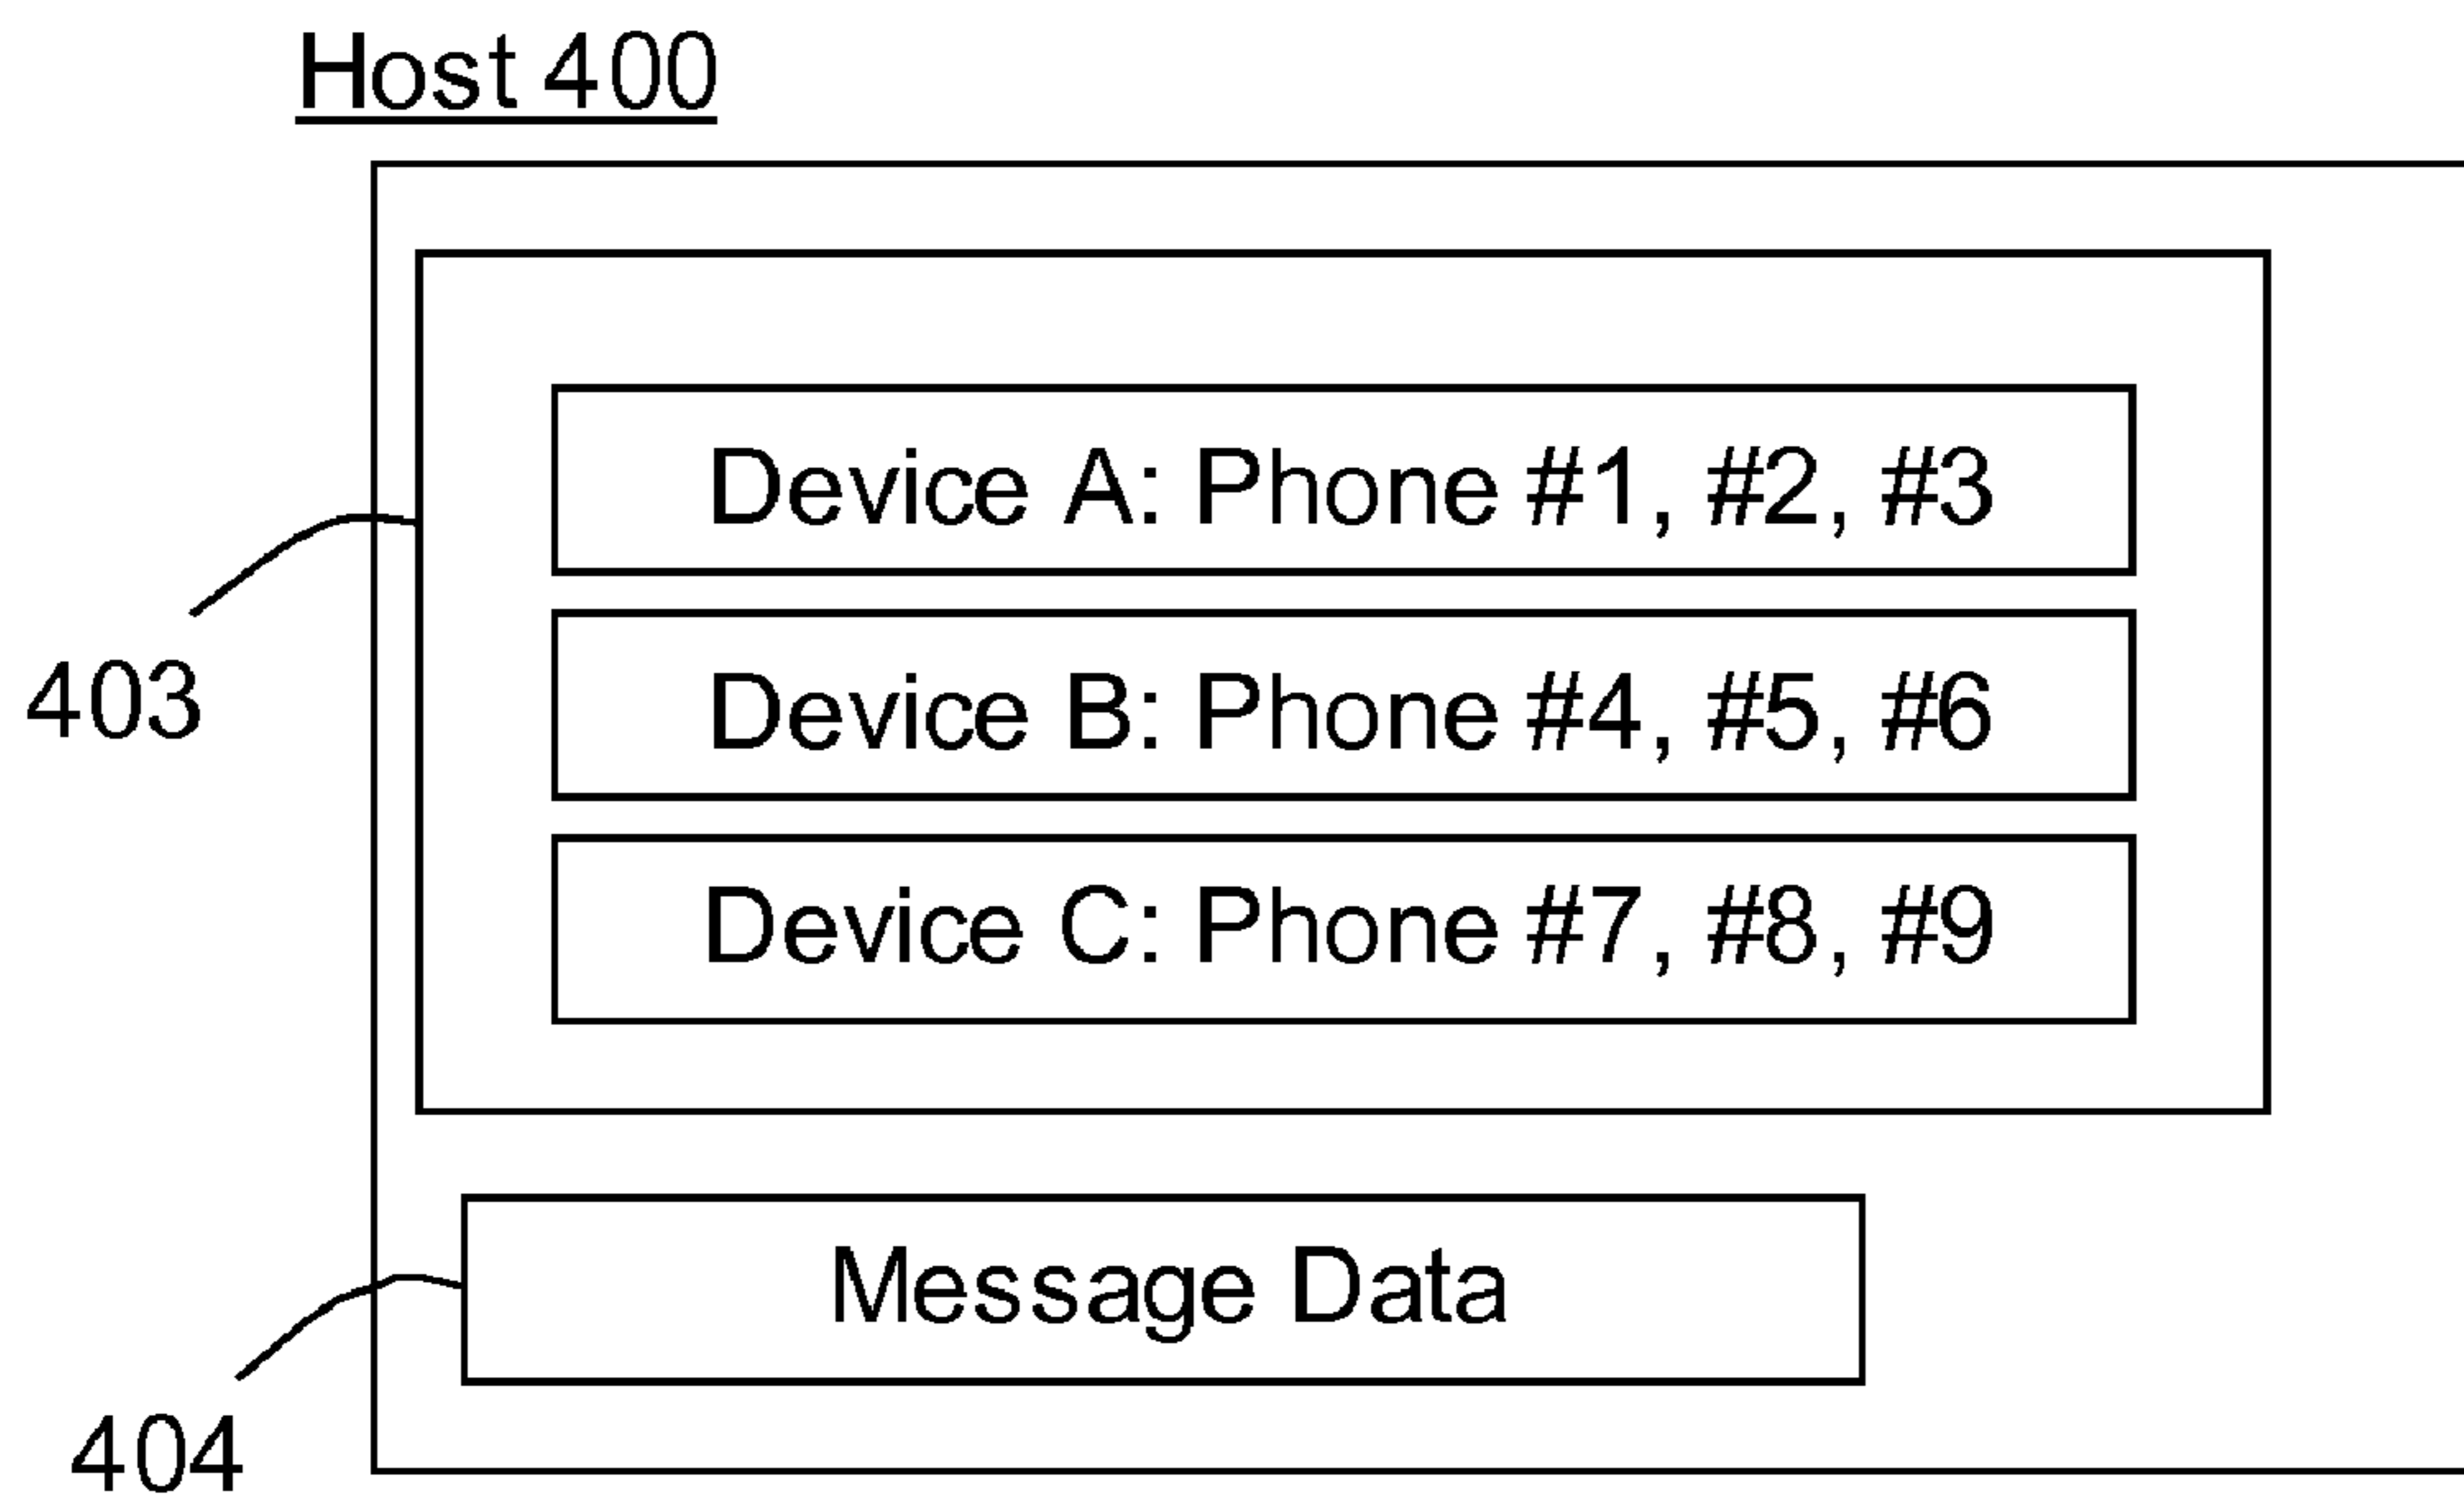 Host 400
Device A: Phone #1, #2, #3
403
Device B: Phone #4, #5, #6
Device C: Phone #7, #8, #9
Message Data
404